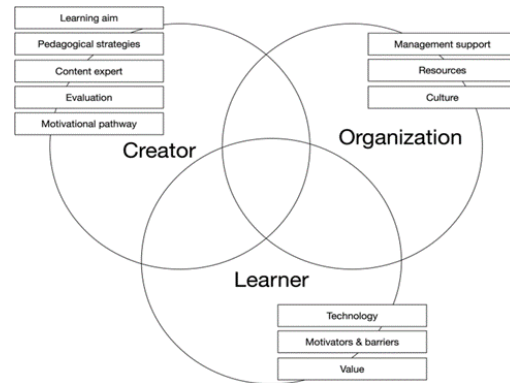 Learning aim
Pedagogical strategies
Content expert
Evaluation
Motivational pathway
Creator
Management support
Resources
Culture
Organization
Learner
Technology
Motivators & barriers
Value